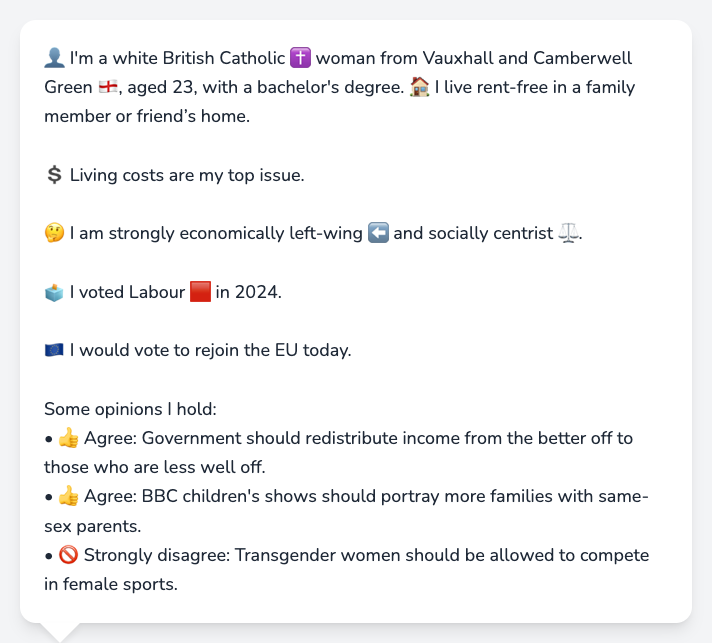 👤 I'm a white British Catholic ✝️ woman from Vauxhall and Camberwell
Green 🏴󠁧󠁢󠁥󠁮󠁧󠁿, aged 23, with a bachelor's degree. 🏠 I live rent-free in a family
member or friend’s home.
💲 Living costs are my top issue.
🤔 I am strongly economically left-wing ⬅️ and socially centrist ⚖️.
🗳️ I voted Labour 🟥 in 2024.
🇪🇺 I would vote to rejoin the EU today.
Some opinions I hold:
• 👍 Agree: Government should redistribute income from the better off to
those who are less well off.
• 👍 Agree: BBC children's shows should portray more families with same-
sex parents.
• 🚫 Strongly disagree: Transgender women should be allowed to compete
in female sports.